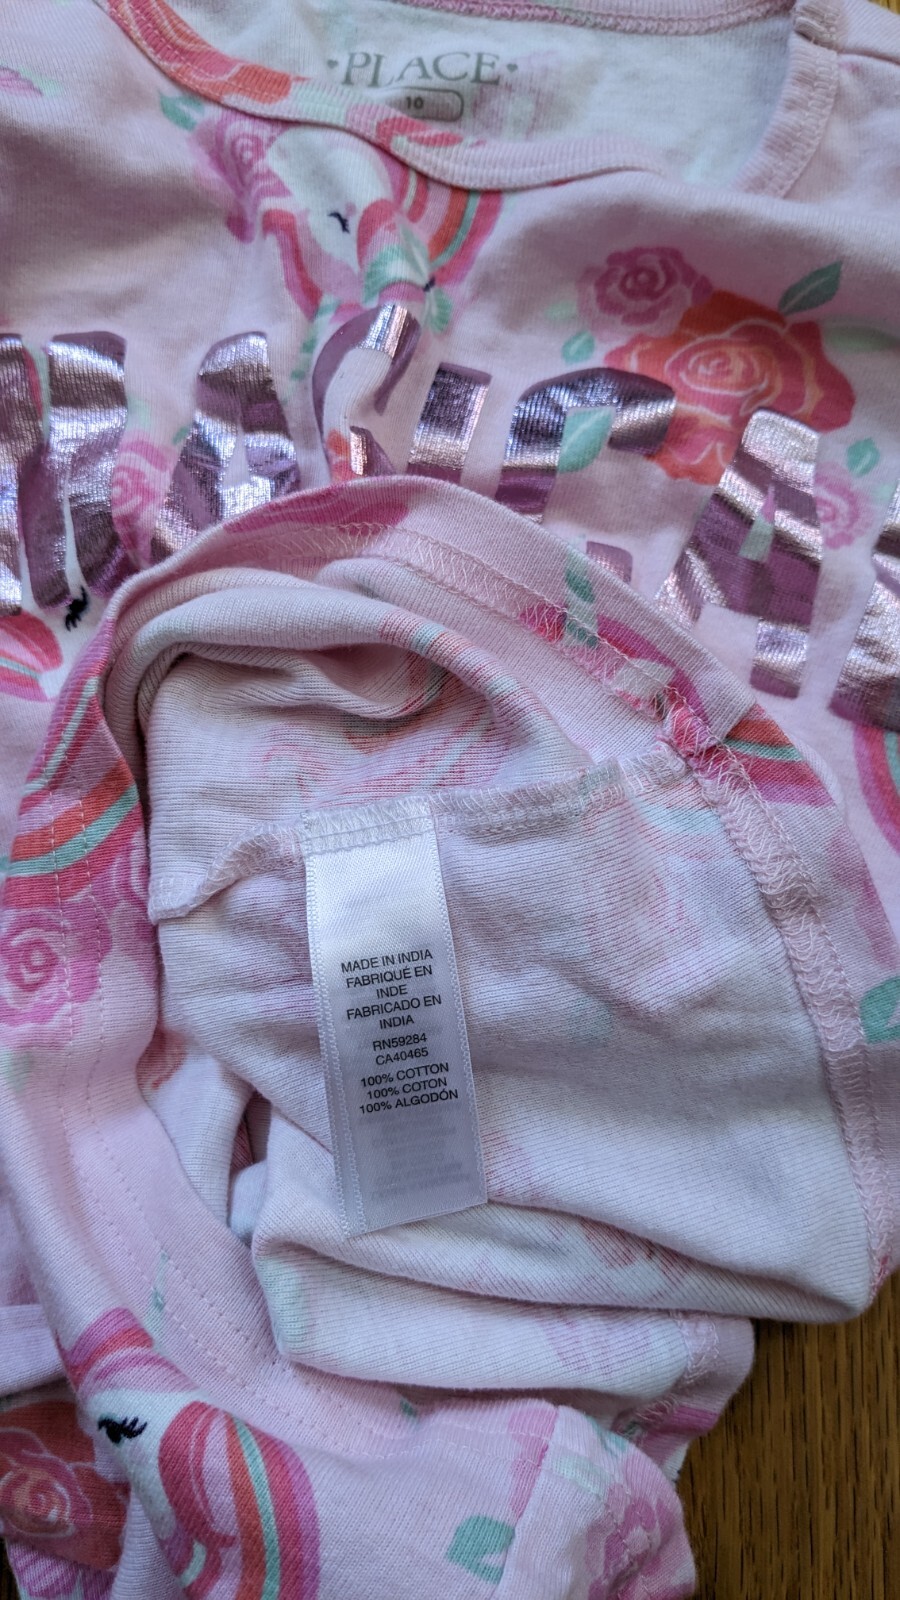 PLACE
10
MAGICAL
MADE IN INDIA
FABRIQUÉ EN
INDE
FABRICADO EN
INDIA
RN59284
CA40465
100% COTTON
100% COTON
100% ALGODÓN